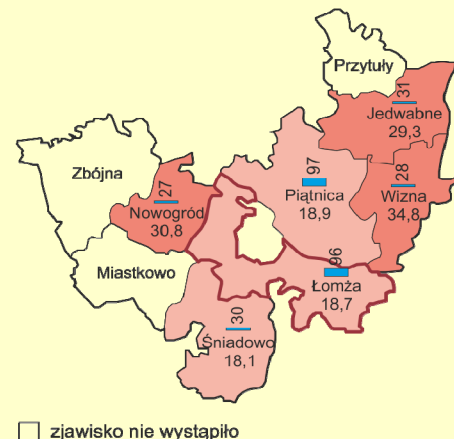 Przytuły
31
Jedwabne
29,3
Zbójna
97
Piątnica
18,9
28
Wizna
34,8
27
Nowogród
30,8
Miastkowo
96
Łomża
18,7
30
Śniadowo
18,1
zjawisko nie wystąpiło